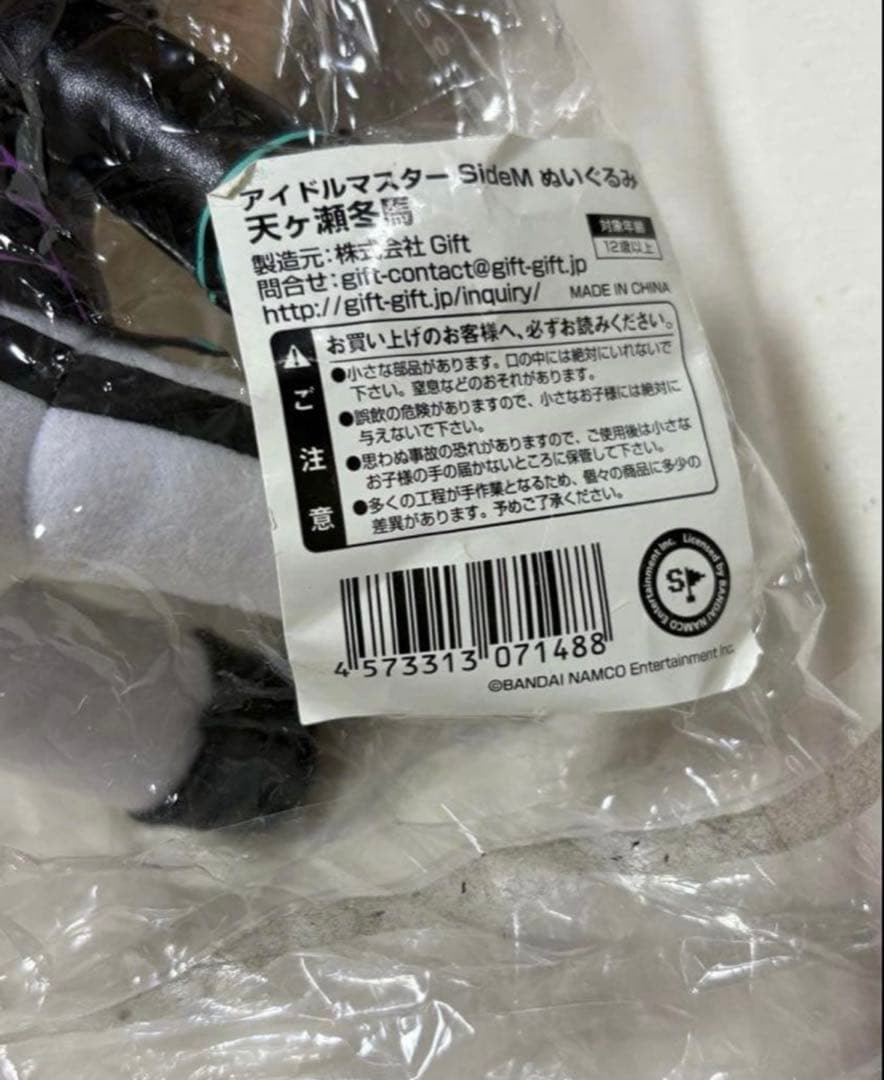 アイドルマスター SideM ぬいぐるみ
天ヶ瀬冬馬
対象年齢
12歳以上
製造元：株式会社 Gift
問合せ：gift-contact@gift-gift.jp
http://gift-gift.jp/inquiry/
MADE IN CHINA
ご注意
お買い上げのお客様へ、必ずお読みください。
●小さな部品があります。口の中には絶対にいれないで
下さい。窒息などのおそれがあります。
●誤飲の危険がありますので、小さなお子様には絶対に
与えないで下さい。
●思わぬ事故の恐れがありますので、ご使用後は小さな
お子様の手の届かないところに保管して下さい。
●多くの工程が手作業となるため、個々の商品に多少の
差異があります。予めご了承ください。
Licensed by BANDAI NAMCO Entertainment Inc.
S
4 573313 071488
©BANDAI NAMCO Entertainment Inc.